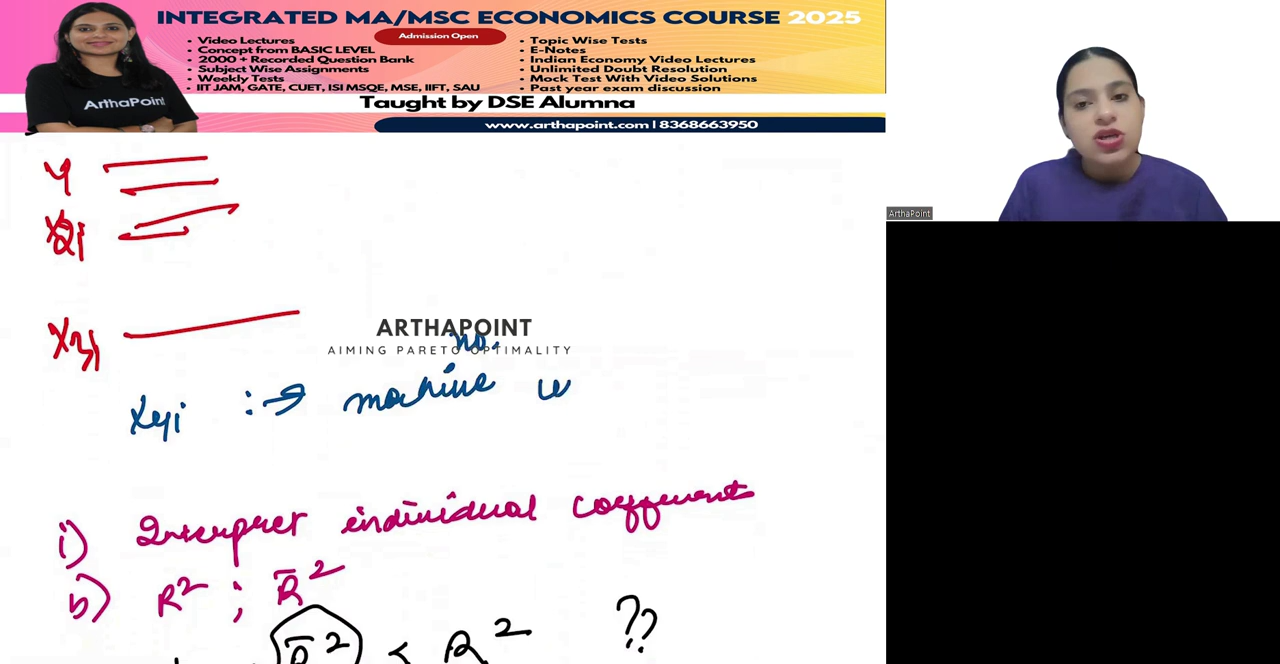 INTEGRATED MA/MSC ECONOMICS COURSE 2025
Admission Open
• Video Lectures
• Concept from BASIC LEVEL
• 2000 + Recorded Question Bank
• Subject Wise Assignments
• Weekly Tests
• IIT JAM, GATE, CUET, ISI MSQE, MSE, IIFT, SAU
• Topic Wise Tests
• E-Notes
• Indian Economy Video Lectures
• Unlimited Doubt Resolution
• Mock Test With Video Solutions
• Past year exam discussion
ArthaPoint
Taught by DSE Alumna
www.arthapoint.com | 8368663950
ArthaPoint
Y
X2i
X3i
ARTHAPOINT
AIMING PARETO OPTIMALITY
no.
X4i :→ machine w
i) Interpret individual coefficients
b) R² ; R̄²
R̄² < R² ??